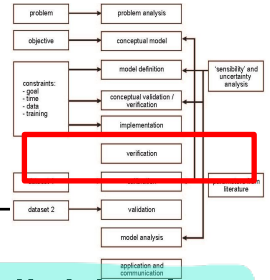 problem
problem analysis
objective
conceptual model
constraints:
- goal
- time
- data
- training
model definition
'sensibility' and
uncertainty
analysis
conceptual validation /
verification
implementation
verification
literature
dataset 2
validation
model analysis
application and
communication